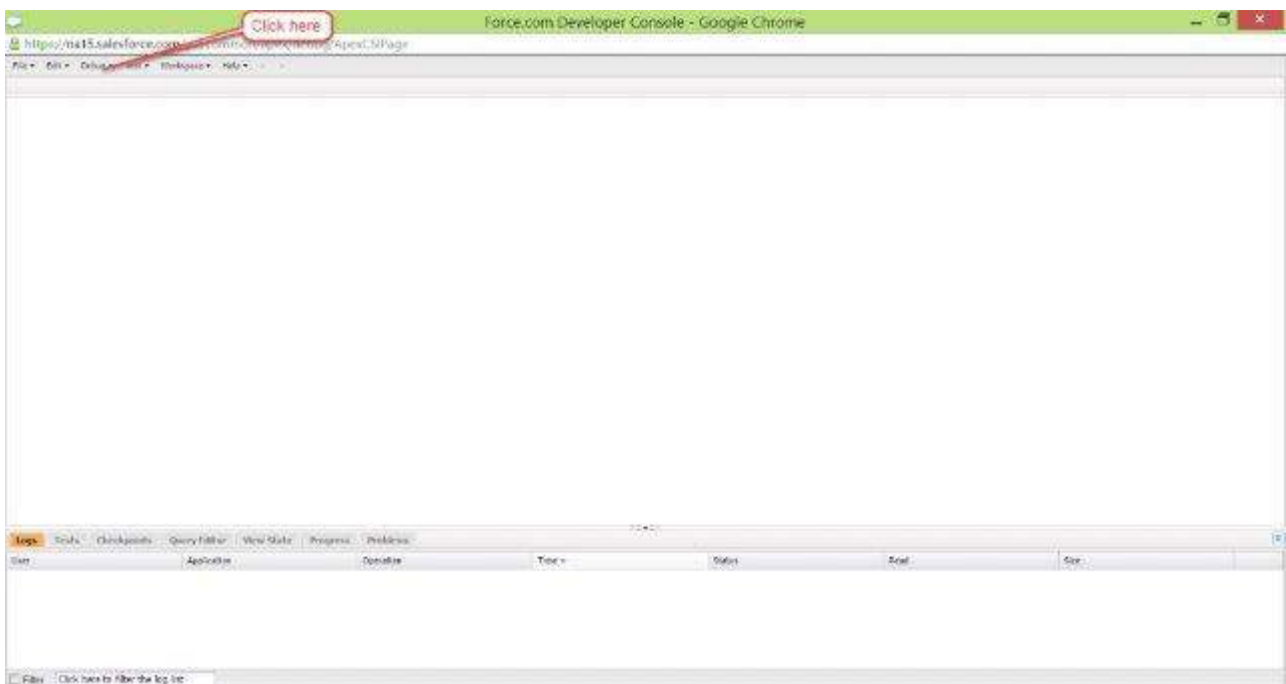 Click here
Force.com Developer Console - Google Chrome
https://na15.salesforce.com ApexCSIPage
File Edit Debug Workspace Help
Logs Tests Checkpoints Query Editor View State Progress Problems
User Application Operation Time Status Read Size
Filter Click here to filter the log list